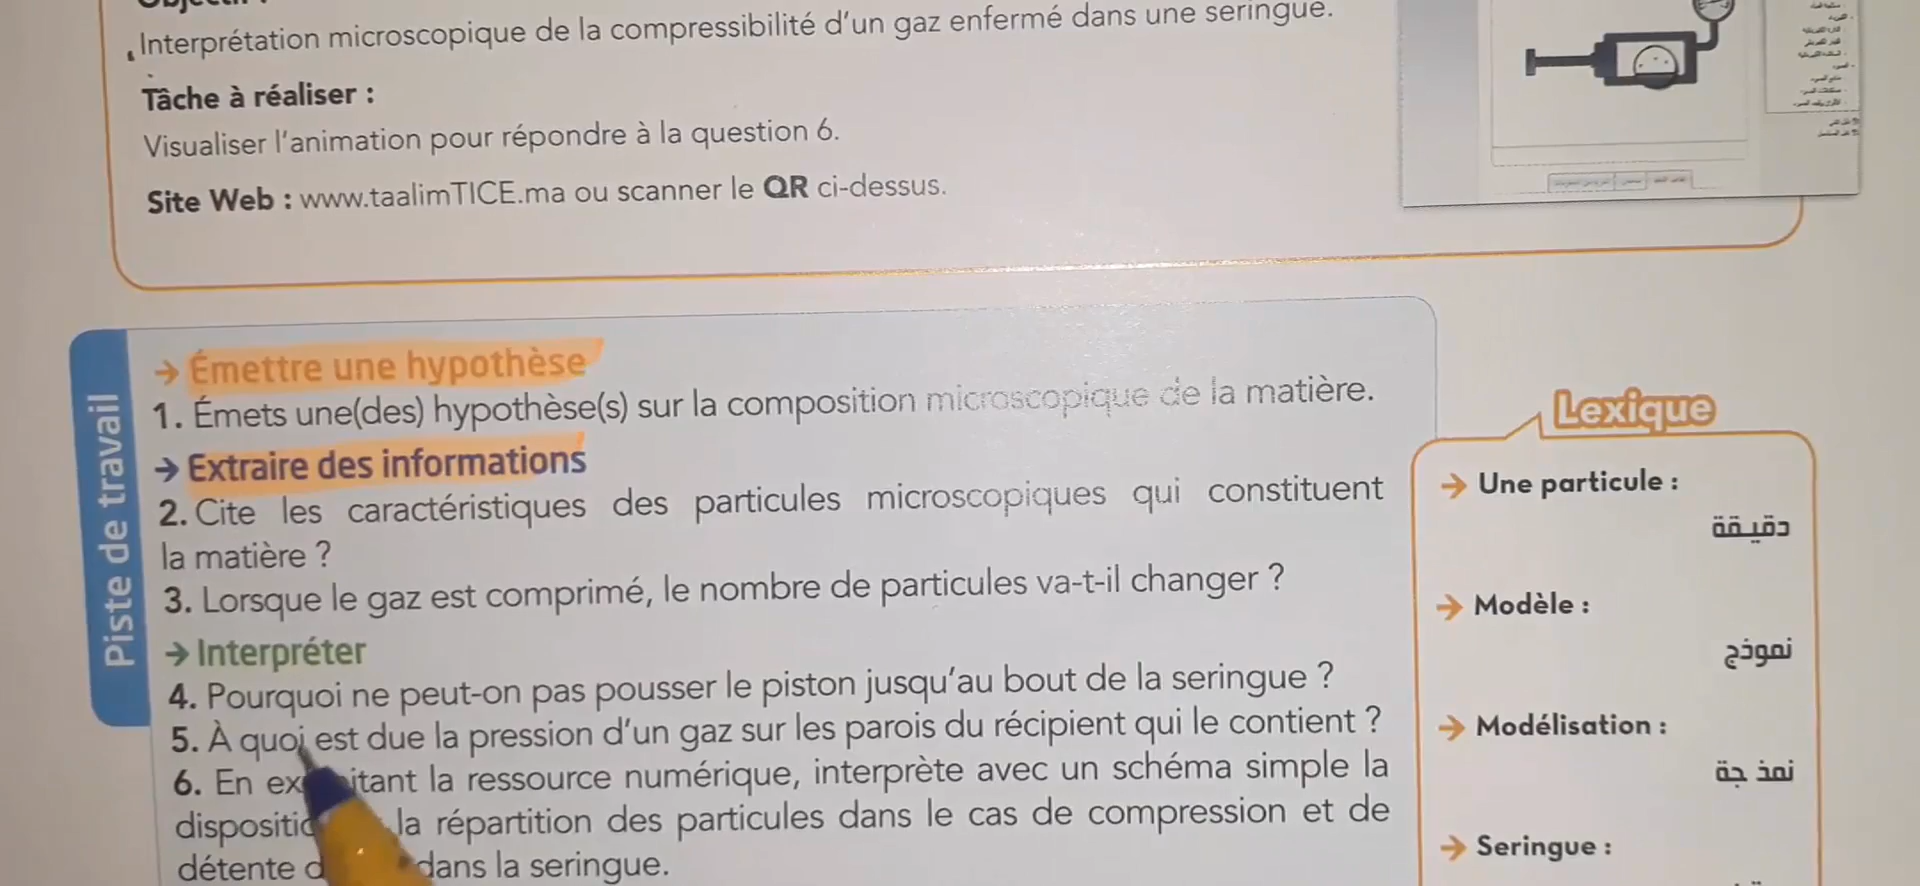 Interprétation microscopique de la compressibilité d'un gaz enfermé dans une seringue.
Tâche à réaliser :
Visualiser l'animation pour répondre à la question 6.
Site Web : www.taalimTICE.ma ou scanner le QR ci-dessus.
Piste de travail
→ Émettre une hypothèse
1. Émets une(des) hypothèse(s) sur la composition microscopique de la matière.
→ Extraire des informations
2. Cite les caractéristiques des particules microscopiques qui constituent
la matière ?
3. Lorsque le gaz est comprimé, le nombre de particules va-t-il changer ?
→ Interpréter
4. Pourquoi ne peut-on pas pousser le piston jusqu'au bout de la seringue ?
5. À quoi est due la pression d'un gaz sur les parois du récipient qui le contient ?
6. En ex itant la ressource numérique, interprète avec un schéma simple la
la répartition des particules dans le cas de compression et de
détente dans la seringue.
Lexique
→ Une particule :
دقيقة
→ Modèle :
نموذج
→ Modélisation :
نمذجة
→ Seringue :